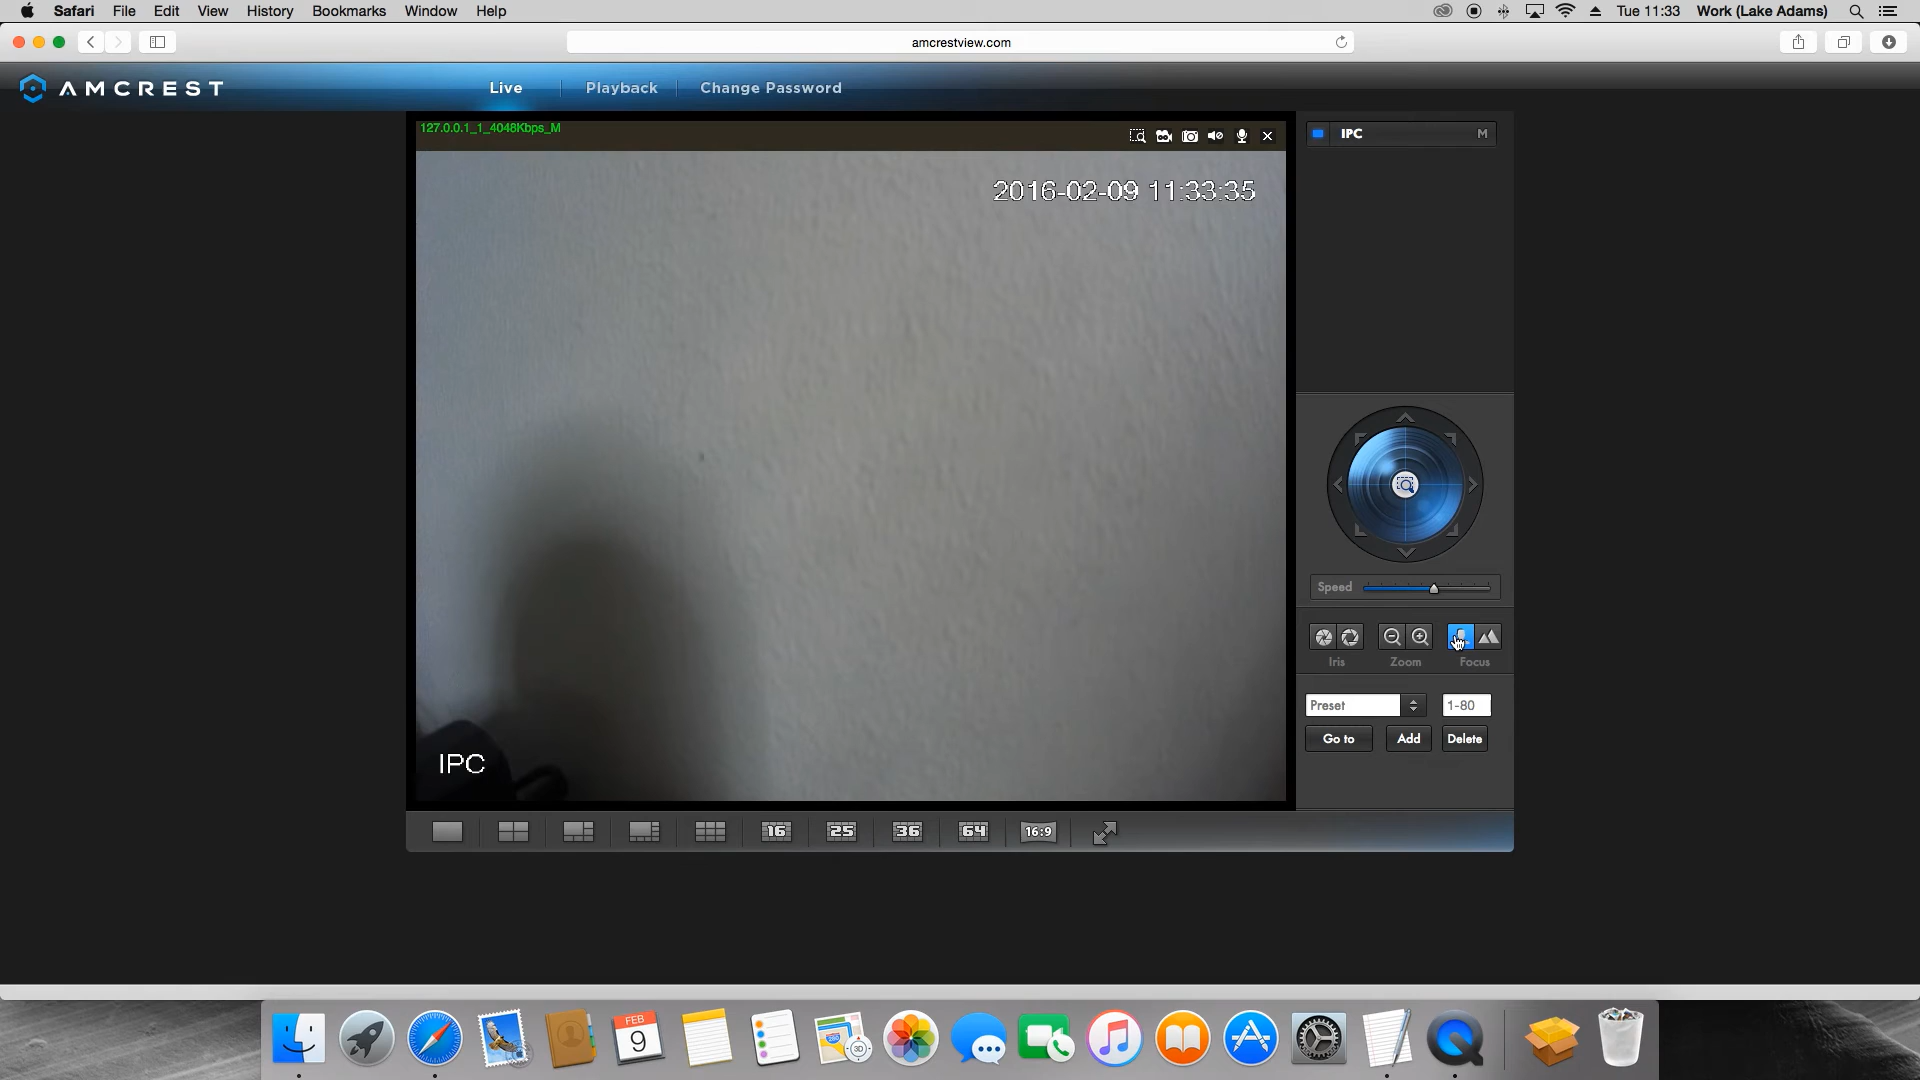 Safari File Edit View History Bookmarks Window Help Tue 11:33 Work (Lake Adams)
amcrestview.com
AMCREST Live Playback Change Password
127.0.0.1_1_4048Kbps_M
IPC M
2016-02-09 11:33:35
Speed
Iris Zoom Focus
Preset 1-80
Go to Add Delete
IPC
16 25 36 64 16:9
FEB
9
280
3D